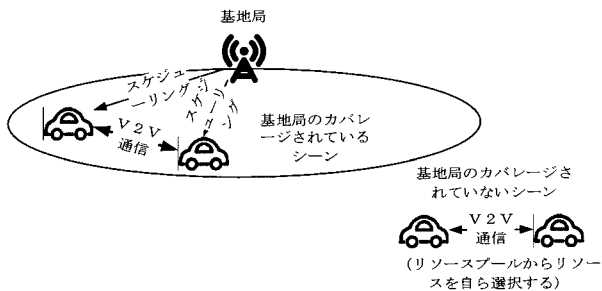 基地局
スケジュ
ーリング
スケジ
ューリ
ング
V2V
通信
基地局のカバレ
ージされている
シーン
基地局のカバレージさ
れていないシーン
V2V
通信
(リソースプールからリソー
スを自ら選択する)